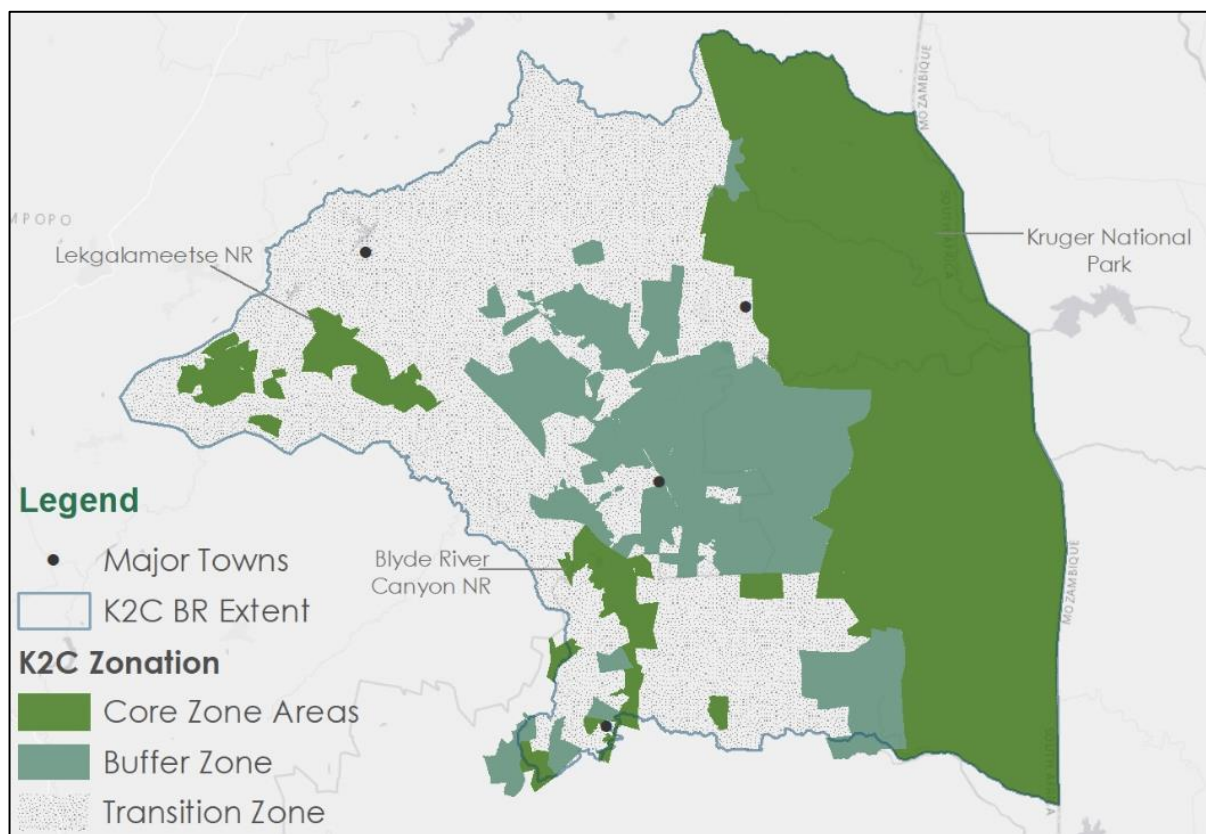 MPOPO
Lekgalameetse NR
MOZAMBIQUE
Kruger National
Park
Blyde River
Canyon NR
MOZAMBIQUE
Legend
Major Towns
K2C BR Extent
K2C Zonation
Core Zone Areas
Buffer Zone
Transition Zone